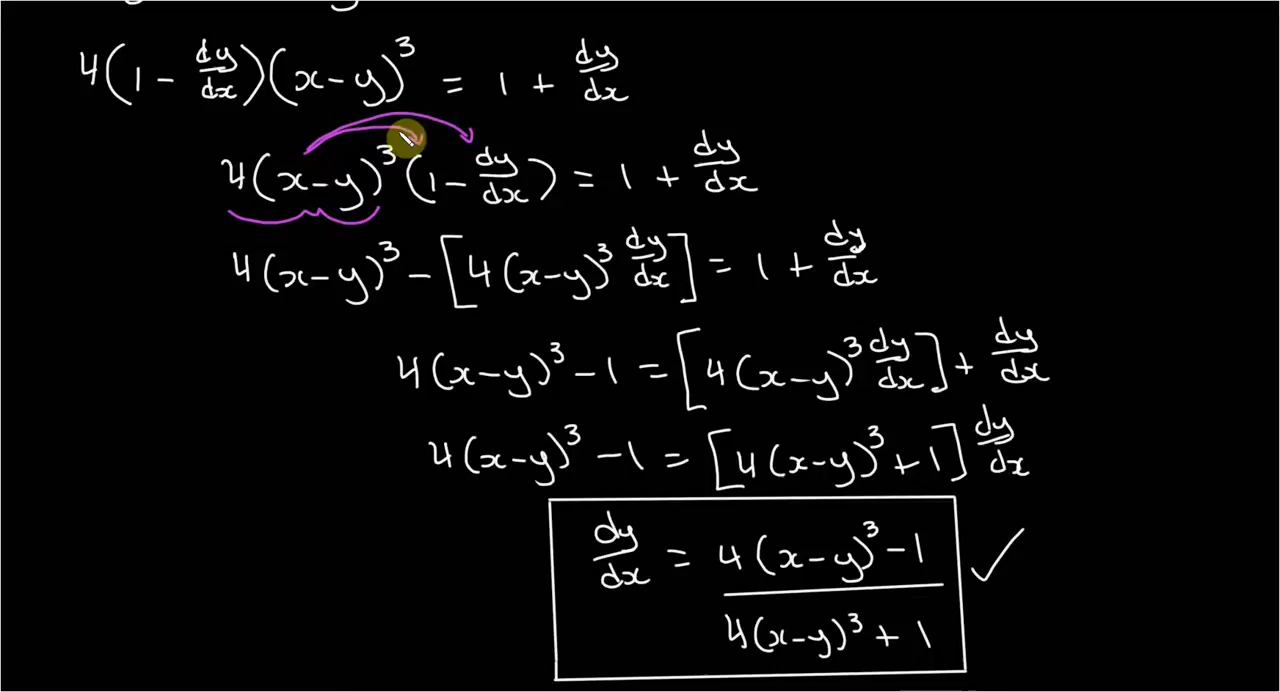 4(1 - dy/dx)(x-y)³ = 1 + dy/dx
4(x-y)³(1 - dy/dx) = 1 + dy/dx
4(x-y)³ - [4(x-y)³ dy/dx] = 1 + dy/dx
4(x-y)³ - 1 = [4(x-y)³ dy/dx] + dy/dx
4(x-y)³ - 1 = [4(x-y)³ + 1] dy/dx
dy/dx = (4(x-y)³ - 1)/(4(x-y)³ + 1)